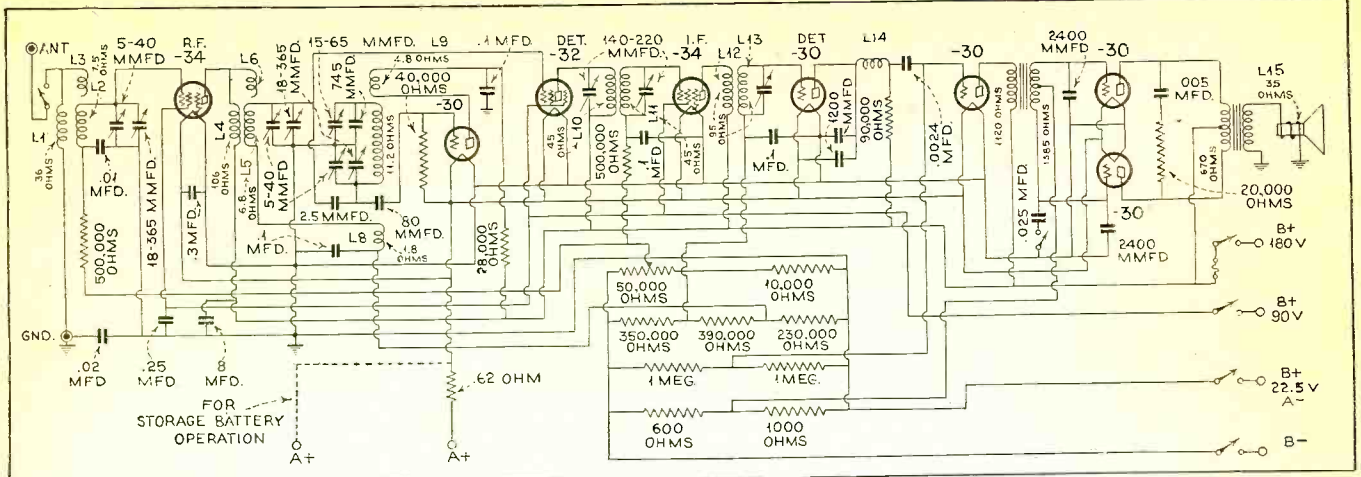 ANT
L3
7.5 OHMS
5-40 MMFD
R.F. -34
L6
18-365 MMFD.
15-65 MMFD.
745 MMFD.
L9
4.8 OHMS
40,000 OHMS
.1 MFD.
-30
DET. -32
140-220 MMFD.
I.F. -34
L12
L13
DET -30
L14
-30
2400 MMFD
-30
.005 MFD.
L15
35 OHMS
L1
36 OHMS
.01 MFD.
500,000 OHMS
18-365 MMFD
.3 MFD.
L4
106 OHMS
6.8 OHMS
L5
5-40 MMFD
11.2 OHMS
2.5 MMFD.
80 MMFD.
.1 MFD.
L8
1.8 OHMS
28,000 OHMS
45 OHMS
L10
500,000 OHMS
L11
.1 MFD.
45 OHMS
95 OHMS
.1 MFD.
1200 MMFD
90,000 OHMS
.0024 MFD
1120 OHMS
1385 OHMS
.025 MFD.
-30
2400 MMFD
670 OHMS
20,000 OHMS
GND.
.02 MFD
.25 MFD
8 MFD.
FOR STORAGE BATTERY OPERATION
A+
.62 OHM
A+
50,000 OHMS
10,000 OHMS
350,000 OHMS
390,000 OHMS
230,000 OHMS
1 MEG.
1 MEG.
600 OHMS
1000 OHMS
B+ 180 V
B+ 90 V
B+ 22.5 V
A-
B-